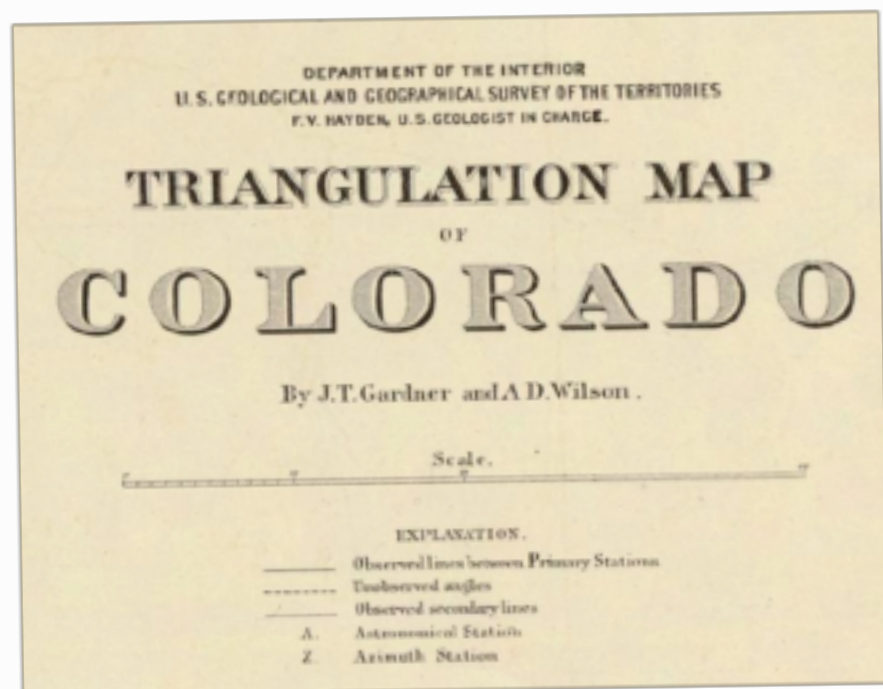 DEPARTMENT OF THE INTERIOR
U.S. GEOLOGICAL AND GEOGRAPHICAL SURVEY OF THE TERRITORIES
F.V. HAYDEN, U.S. GEOLOGIST IN CHARGE.
TRIANGULATION MAP
OF
COLORADO
By J.T. Gardner and A D. Wilson.
Scale.
EXPLANATION.
Observed lines between Primary Stations
Unobserved angles
Observed secondary lines
A. Astronomical Station
Z. Azimuth Station